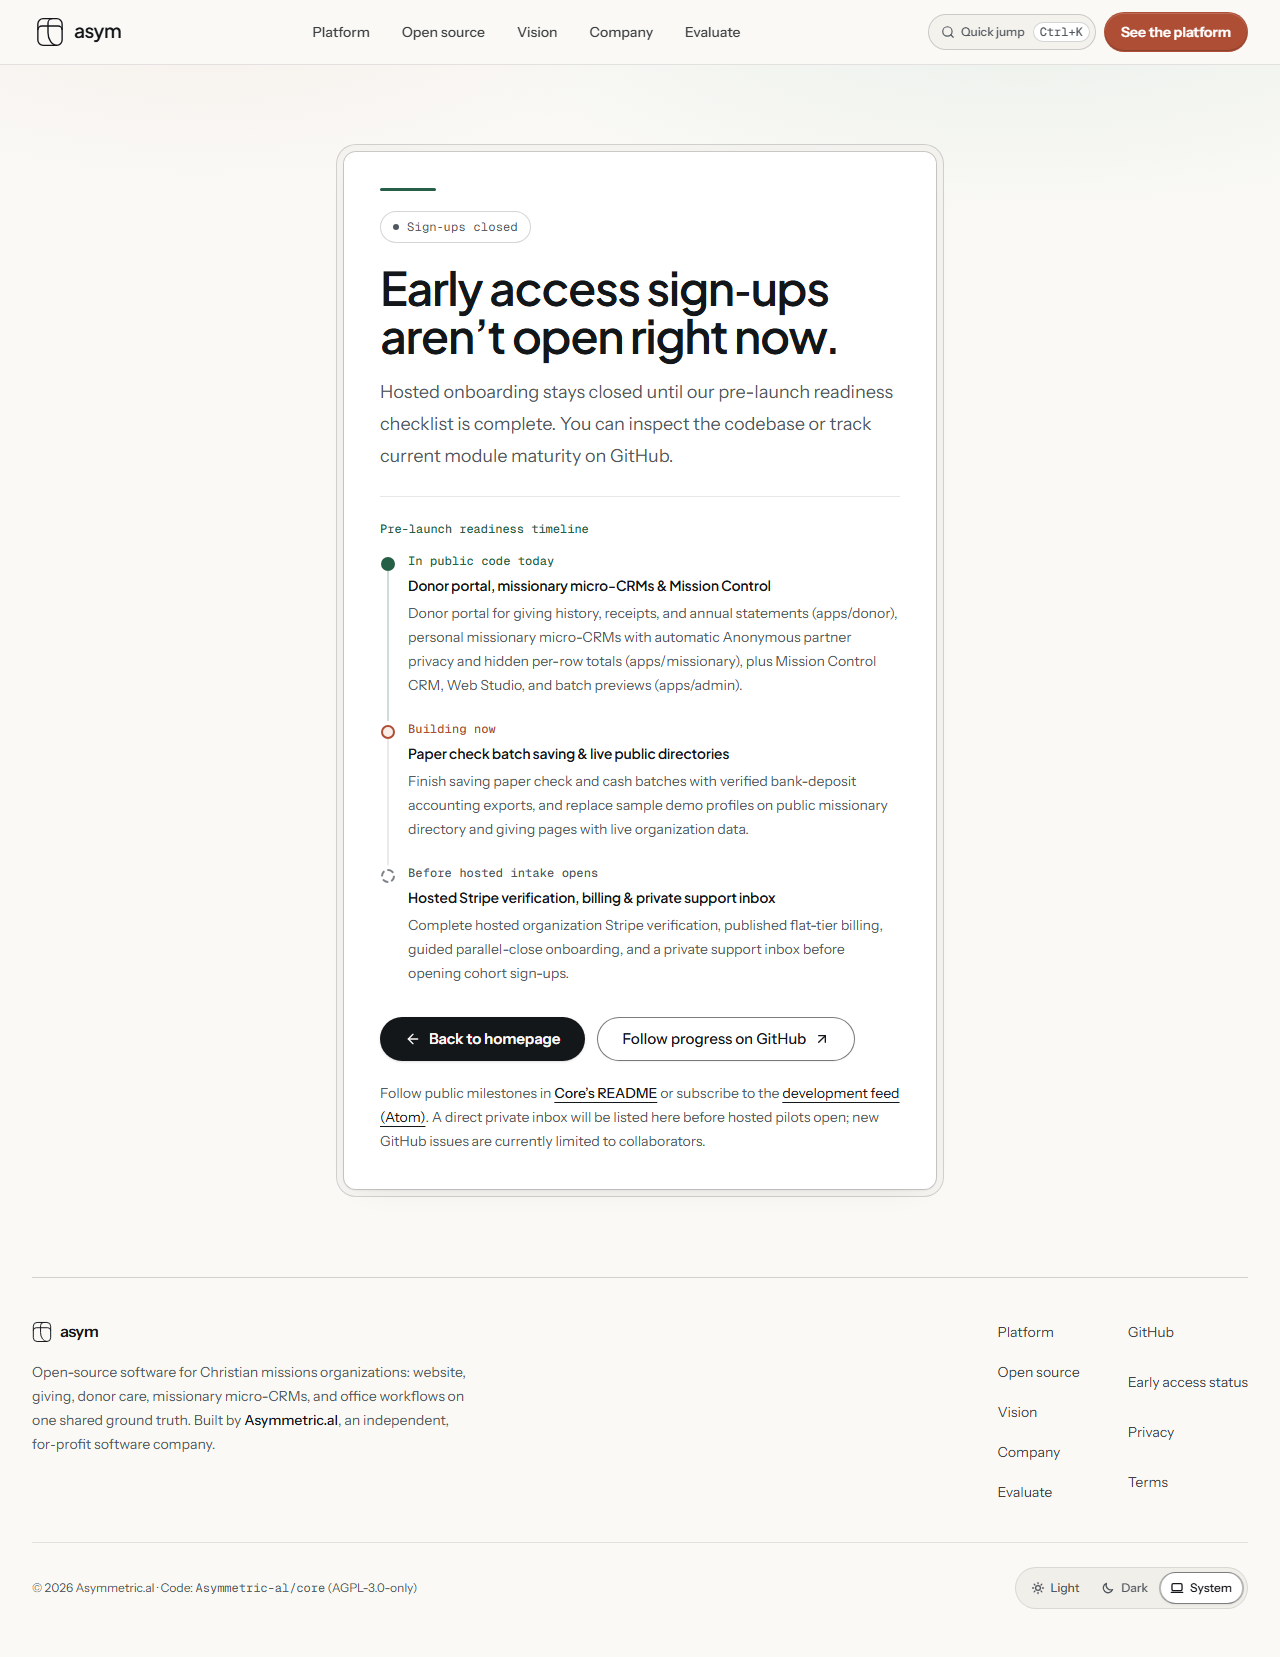 asym
Platform
Open source
Vision
Company
Evaluate
Quick jump
Ctrl+K
See the platform
Sign-ups closed
Early access sign-ups
aren’t open right now.
Hosted onboarding stays closed until our pre-launch readiness
checklist is complete. You can inspect the codebase or track
current module maturity on GitHub.
Pre-launch readiness timeline
In public code today
Donor portal, missionary micro-CRMs & Mission Control
Donor portal for giving history, receipts, and annual statements (apps/donor),
personal missionary micro-CRMs with automatic Anonymous partner
privacy and hidden per-row totals (apps/missionary), plus Mission Control
CRM, Web Studio, and batch previews (apps/admin).
Building now
Paper check batch saving & live public directories
Finish saving paper check and cash batches with verified bank-deposit
accounting exports, and replace sample demo profiles on public missionary
directory and giving pages with live organization data.
Before hosted intake opens
Hosted Stripe verification, billing & private support inbox
Complete hosted organization Stripe verification, published flat-tier billing,
guided parallel-close onboarding, and a private support inbox before
opening cohort sign-ups.
Back to homepage
Follow progress on GitHub
Follow public milestones in Core’s README or subscribe to the development feed
(Atom). A direct private inbox will be listed here before hosted pilots open; new
GitHub issues are currently limited to collaborators.
asym
Open-source software for Christian missions organizations: website,
giving, donor care, missionary micro-CRMs, and office workflows on
one shared ground truth. Built by Asymmetric.al, an independent,
for-profit software company.
Platform
Open source
Vision
Company
Evaluate
GitHub
Early access status
Privacy
Terms
© 2026 Asymmetric.al · Code: Asymmetric-al/core (AGPL-3.0-only)
Light
Dark
System